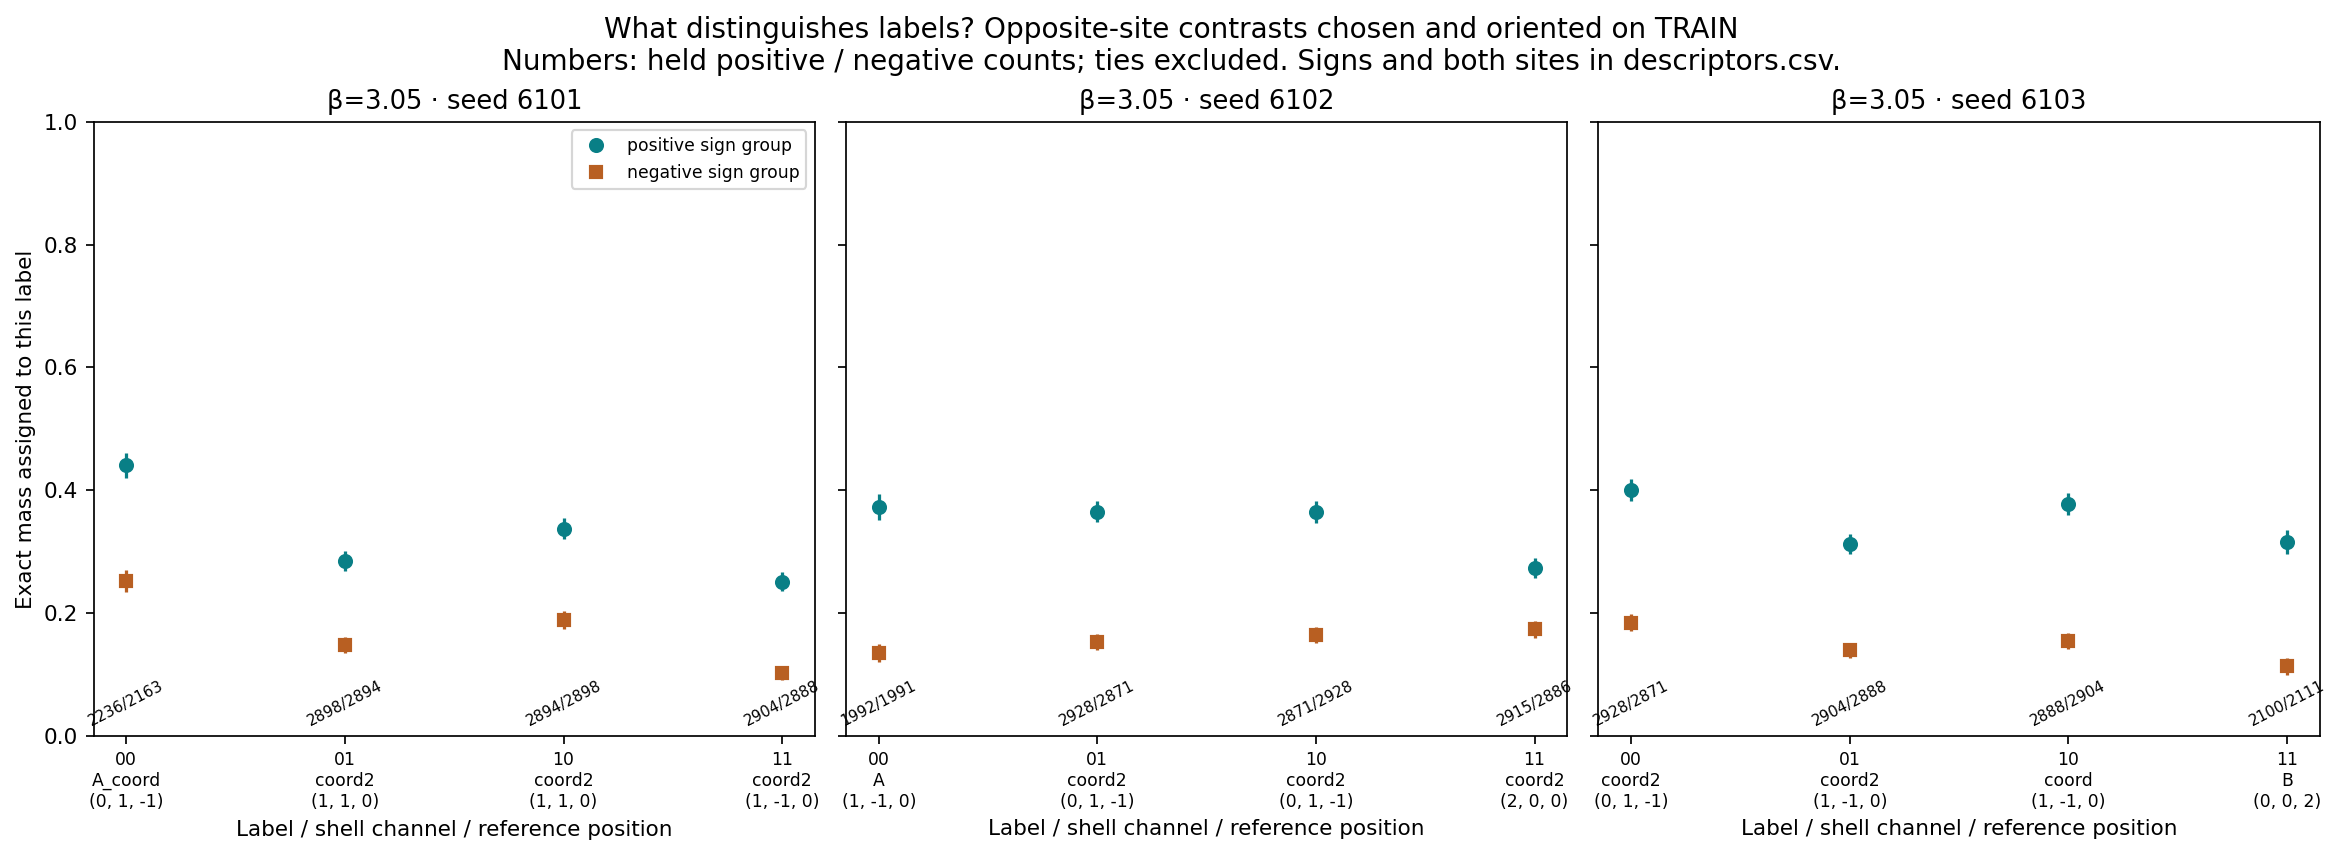 What distinguishes labels? Opposite-site contrasts chosen and oriented on TRAIN
Numbers: held positive / negative counts; ties excluded. Signs and both sites in descriptors.csv.
β=3.05 · seed 6101
β=3.05 · seed 6102
β=3.05 · seed 6103
positive sign group
negative sign group
Exact mass assigned to this label
1.0
0.8
0.6
0.4
0.2
0.0
2236/2163
2898/2894
2894/2898
2904/2888
1992/1991
2928/2871
2871/2928
2915/2886
2928/2871
2904/2888
2888/2904
2100/2111
00
A_coord
(0, 1, -1)
01
coord2
(1, 1, 0)
10
coord2
(1, 1, 0)
11
coord2
(1, -1, 0)
00
A
(1, -1, 0)
01
coord2
(0, 1, -1)
10
coord2
(0, 1, -1)
11
coord2
(2, 0, 0)
00
coord2
(0, 1, -1)
01
coord2
(1, -1, 0)
10
coord
(1, -1, 0)
11
B
(0, 0, 2)
Label / shell channel / reference position
Label / shell channel / reference position
Label / shell channel / reference position